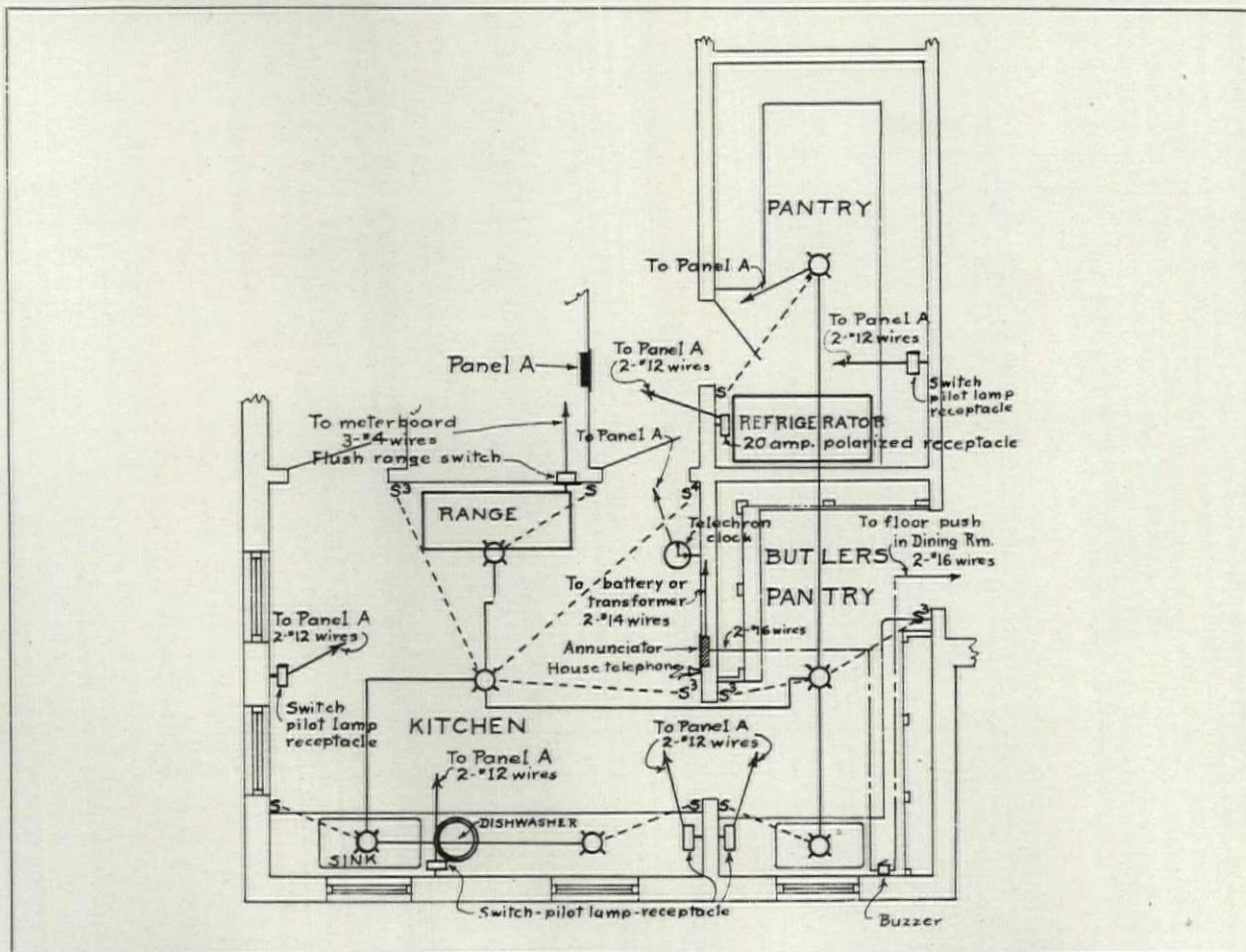 PANTRY
To Panel A
To Panel A
2-#12 wires
Switch
pilot lamp
receptacle
To Panel A
2-#12 wires
Panel A
S
REFRIGERATOR
20 amp. polarized receptacle
To meterboard
3-#4 wires
Flush range switch
To Panel A
S3
S
S4
RANGE
Telechron
clock
To floor push
in Dining Rm.
2-#16 wires
BUTLERS
PANTRY
To battery or
transformer
2-#14 wires
S3
To Panel A
2-#12 wires
2-#16 wires
Annunciator
House telephone
S3
S3
Switch
pilot lamp
receptacle
KITCHEN
To Panel A
2-#12 wires
To Panel A
2-#12 wires
S
S
S
DISHWASHER
SINK
Switch-pilot lamp-receptacle
Buzzer